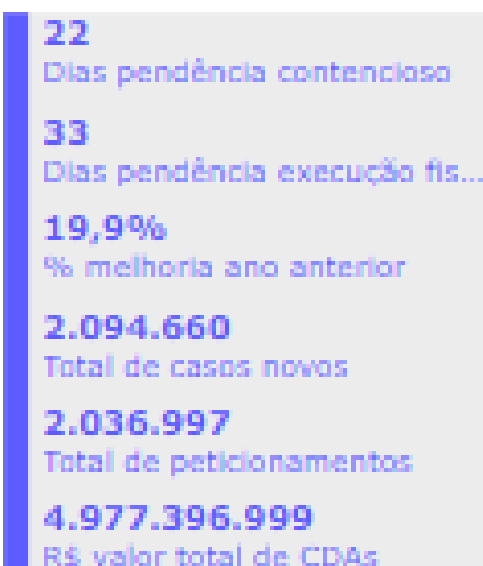 22
Dias pendência contencioso
33
Dias pendência execução fis...
19,9%
% melhoria ano anterior
2.094.660
Total de casos novos
2.036.997
Total de peticionamentos
4.977.396.999
R$ valor total de CDAs